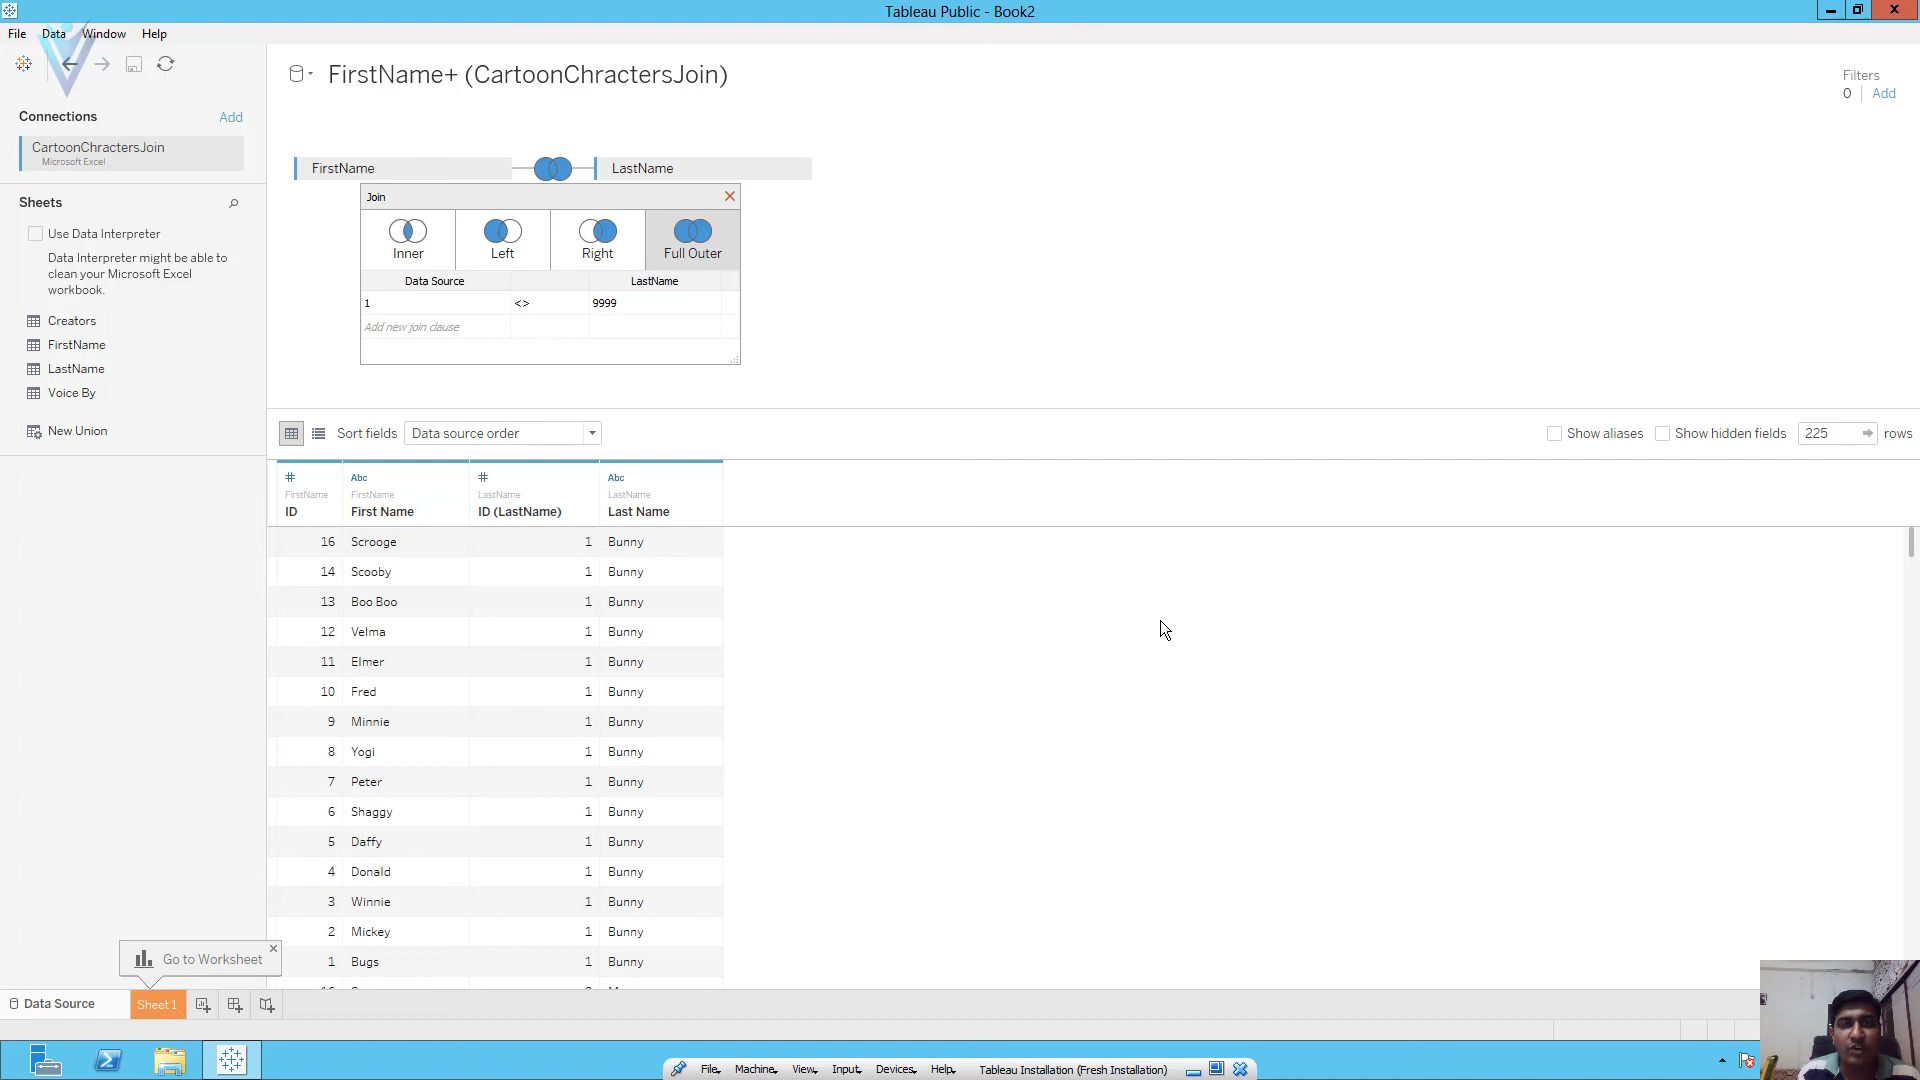 Tableau Public - Book2
File Data Window Help
FirstName+ (CartoonChractersJoin)
Filters
0 Add
Connections Add
CartoonChractersJoin
Microsoft Excel
FirstName LastName
Join
Inner Left Right Full Outer
Data Source LastName
1 <> 9999
Add new join clause
Sheets
Use Data Interpreter
Data Interpreter might be able to
clean your Microsoft Excel
workbook.
Creators
FirstName
LastName
Voice By
New Union
Sort fields Data source order Show aliases Show hidden fields 225 rows
# Abc # Abc
FirstName FirstName LastName LastName
ID First Name ID (LastName) Last Name
16 Scrooge 1 Bunny
14 Scooby 1 Bunny
13 Boo Boo 1 Bunny
12 Velma 1 Bunny
11 Elmer 1 Bunny
10 Fred 1 Bunny
9 Minnie 1 Bunny
8 Yogi 1 Bunny
7 Peter 1 Bunny
6 Shaggy 1 Bunny
5 Daffy 1 Bunny
4 Donald 1 Bunny
3 Winnie 1 Bunny
2 Mickey 1 Bunny
1 Bugs 1 Bunny
Go to Worksheet
Data Source Sheet 1
File Machine View Input Devices Help Tableau Installation (Fresh Installation)